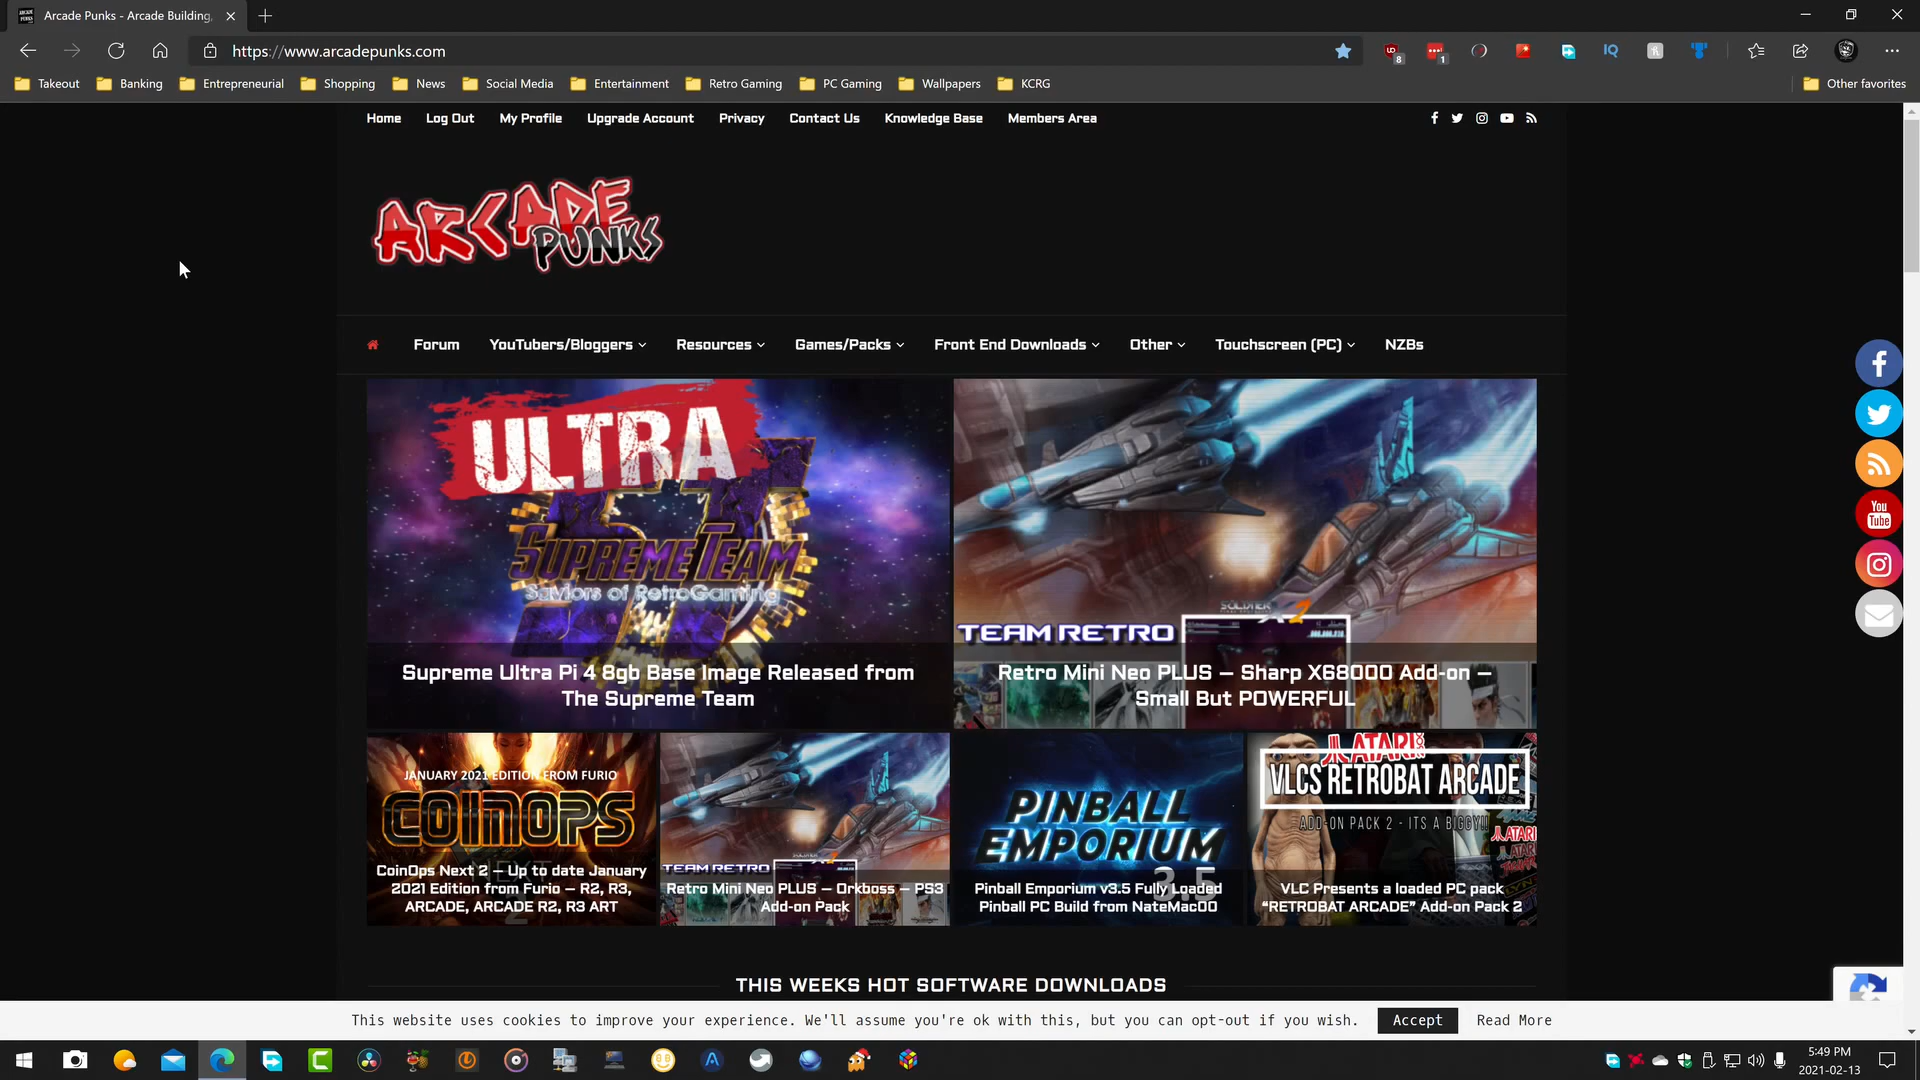 Arcade Punks - Arcade Building,
https://www.arcadepunks.com
8
1
IQ
Takeout Banking Entrepreneurial Shopping News Social Media Entertainment Retro Gaming PC Gaming Wallpapers KCRG Other favorites
Home Log Out My Profile Upgrade Account Privacy Contact Us Knowledge Base Members Area
ARCADE
PUNKS
Forum YouTubers/Bloggers Resources Games/Packs Front End Downloads Other Touchscreen (PC) NZBs
ULTRA
SUPREME TEAM
Saviors of RetroGaming
Supreme Ultra Pi 4 8gb Base Image Released from
The Supreme Team
TEAM RETRO
Retro Mini Neo PLUS – Sharp X68000 Add-on –
Small But POWERFUL
You
Tube
JANUARY 2021 EDITION FROM FURIO
COINOPS
NEXT
2
CoinOps Next 2 – Up to date January
2021 Edition from Furio – R2, R3,
ARCADE, ARCADE R2, R3 ART
TEAM RETRO
Retro Mini Neo PLUS – Orkboss – PS3
Add-on Pack
PINBALL
EMPORIUM
3.5
Pinball Emporium v3.5 Fully Loaded
Pinball PC Build from NateMac00
ATARI
VLCS RETROBAT ARCADE
ADD-ON PACK 2 - ITS A BIGGY!!!
ATARI
VLC Presents a loaded PC pack
“RETROBAT ARCADE” Add-on Pack 2
THIS WEEKS HOT SOFTWARE DOWNLOADS
This website uses cookies to improve your experience. We'll assume you're ok with this, but you can opt-out if you wish. Accept Read More
5:49 PM
2021-02-13